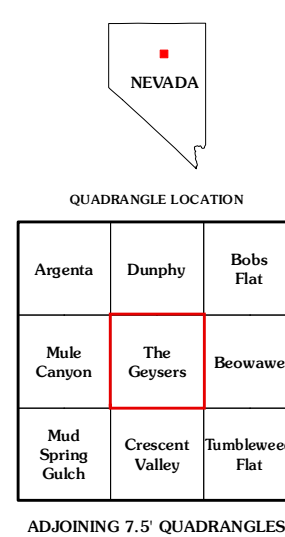 NEVADA
QUADRANGLE LOCATION
Argenta
Dunphy
Bobs
Flat
Mule
Canyon
The
Geysers
Beowawe
Mud
Spring
Gulch
Crescent
Valley
Tumbleweed
Flat
ADJOINING 7.5' QUADRANGLES